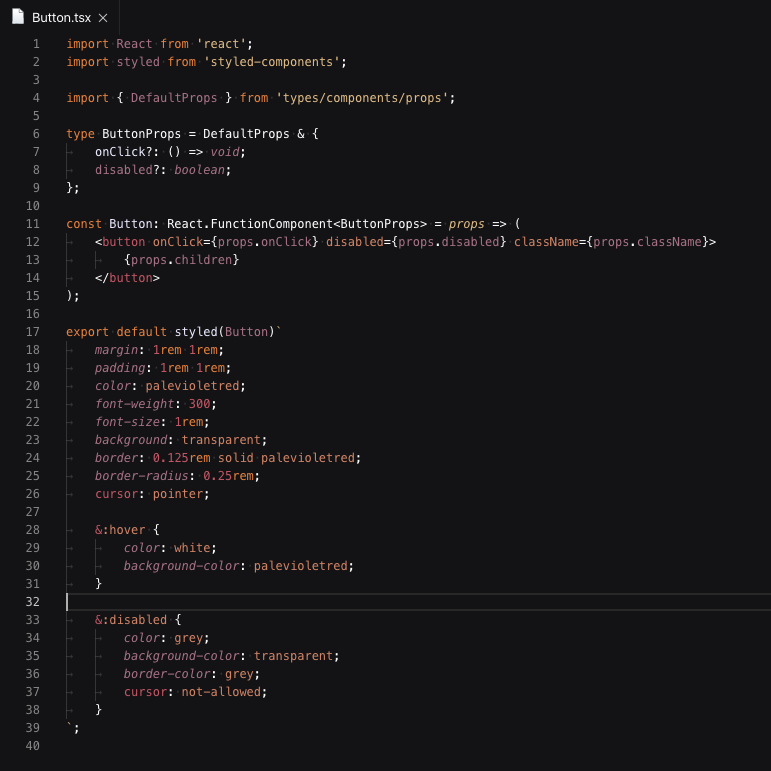 Button.tsx ×
1 import React from 'react';
2 import styled from 'styled-components';
3
4 import { DefaultProps } from 'types/components/props';
5
6 type ButtonProps = DefaultProps & {
7 onClick?: () => void;
8 disabled?: boolean;
9 };
10
11 const Button: React.FunctionComponent<ButtonProps> = props => (
12 <button onClick={props.onClick} disabled={props.disabled} className={props.className}>
13 {props.children}
14 </button>
15 );
16
17 export default styled(Button)`
18 margin: 1rem 1rem;
19 padding: 1rem 1rem;
20 color: palevioletred;
21 font-weight: 300;
22 font-size: 1rem;
23 background: transparent;
24 border: 0.125rem solid palevioletred;
25 border-radius: 0.25rem;
26 cursor: pointer;
27
28 &:hover {
29 color: white;
30 background-color: palevioletred;
31 }
32
33 &:disabled {
34 color: grey;
35 background-color: transparent;
36 border-color: grey;
37 cursor: not-allowed;
38 }
39 `;
40